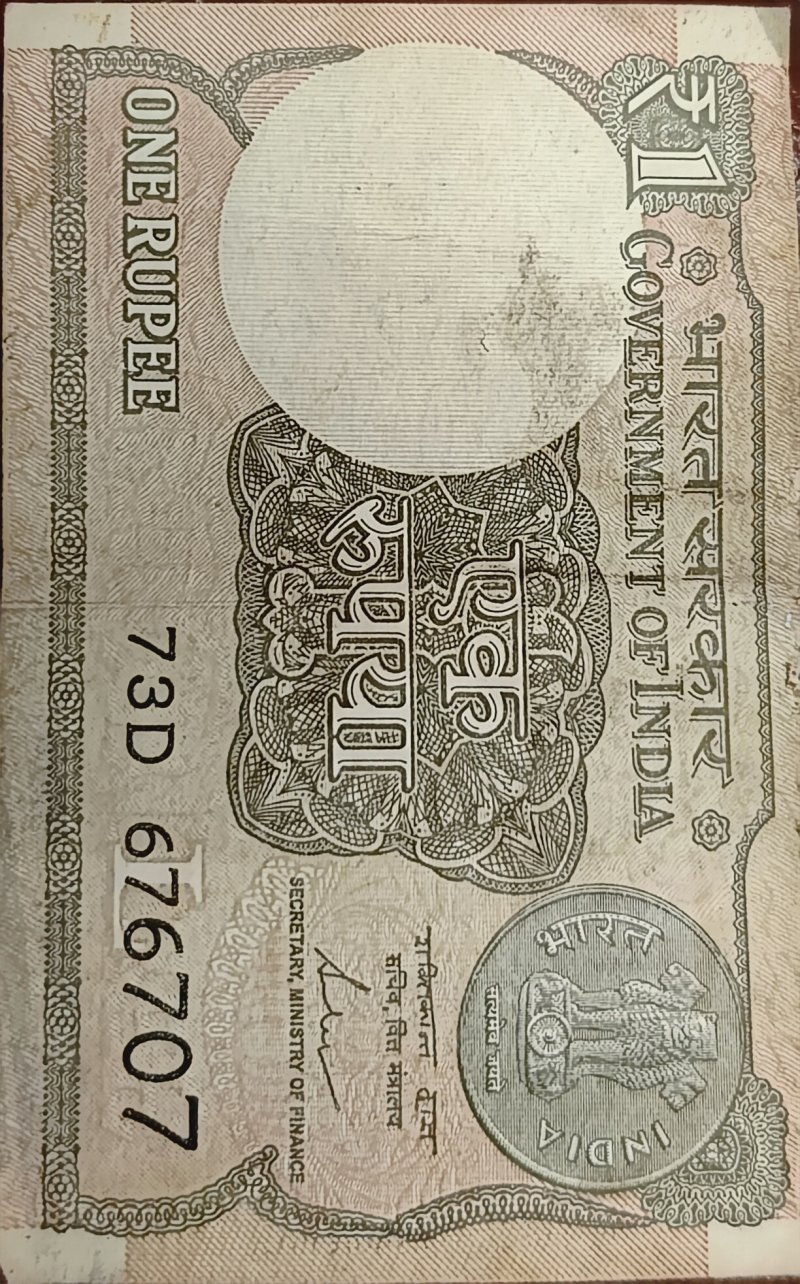 भारत सरकार
GOVERNMENT OF INDIA
₹1
एक
रुपया
भारत
सत्यमेव जयते
INDIA
शक्तिकान्त दास
सचिव, वित्त मंत्रालय
SECRETARY, MINISTRY OF FINANCE
ONE RUPEE
L
73D 676707